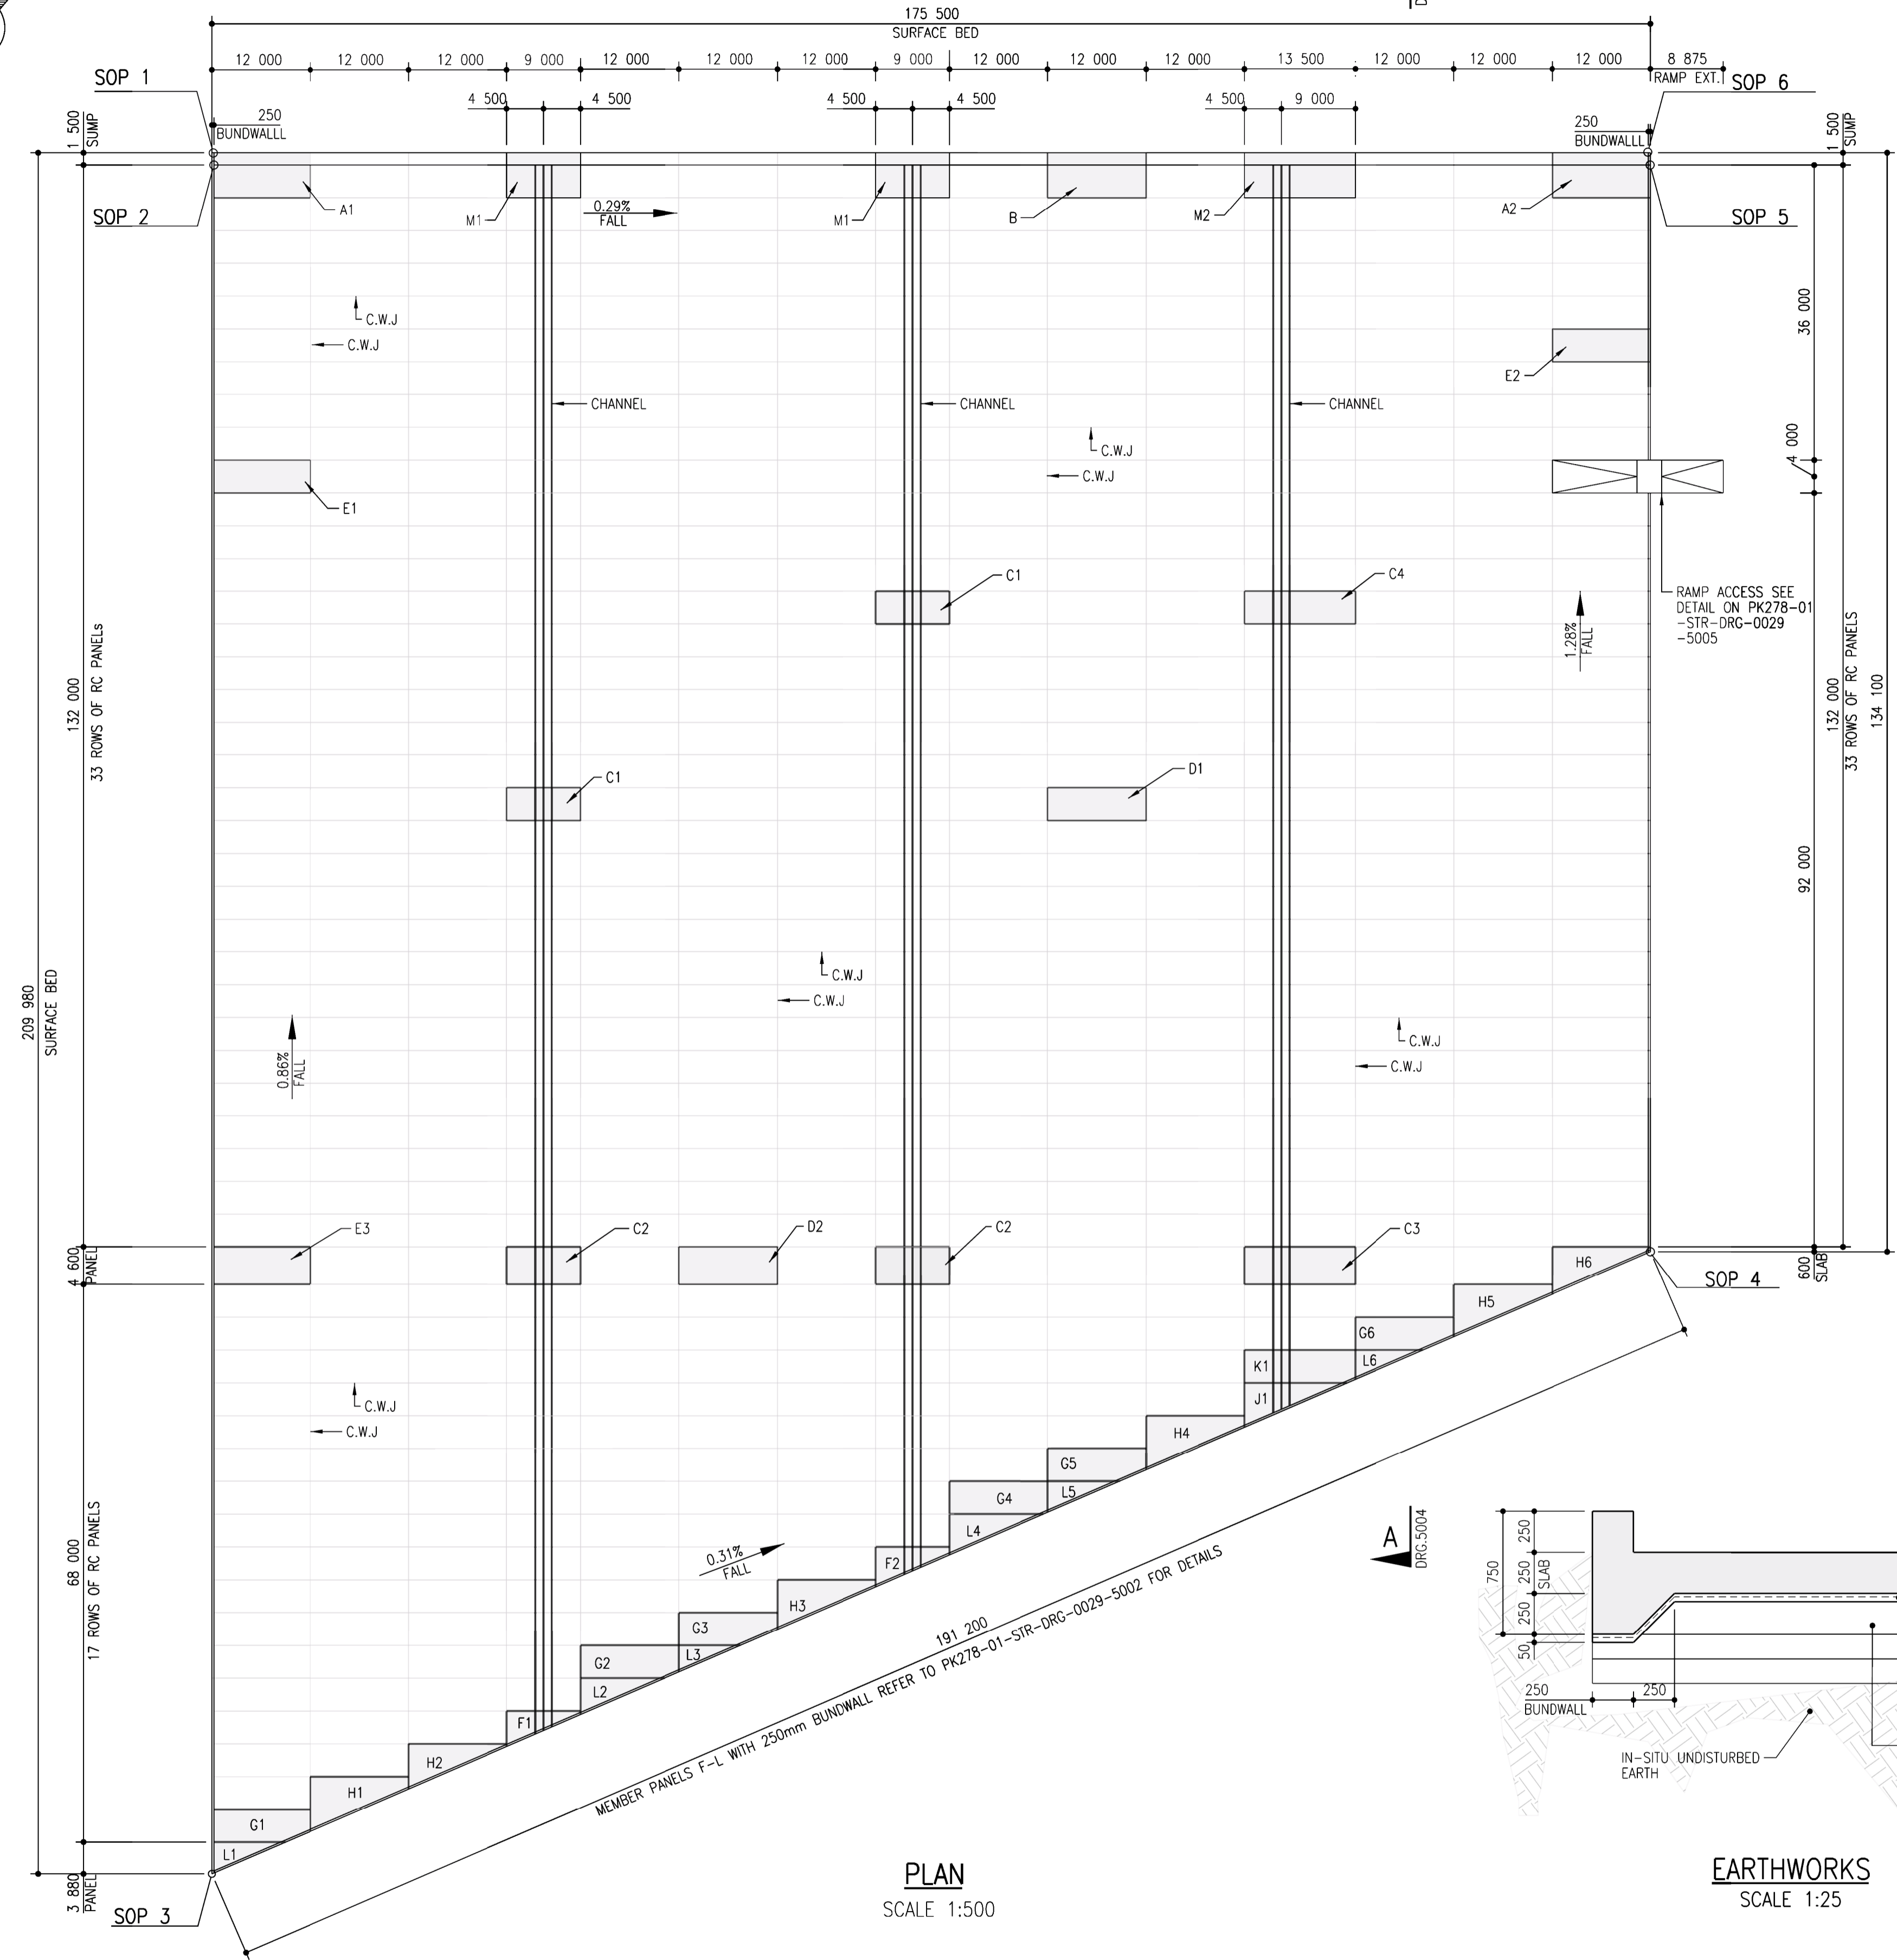 175 500
SURFACE BED
12 000
12 000
12 000
9 000
12 000
12 000
12 000
9 000
12 000
12 000
12 000
13 500
12 000
12 000
12 000
8 875
RAMP EXT.
SOP 1
SOP 6
4 500
4 500
4 500
4 500
4 500
9 000
1 500
SUMP
250
BUNDWALLL
250
BUNDWALLL
1 500
SUMP
SOP 2
A1
M1
0.29%
FALL
M1
B
M2
A2
SOP 5
C.W.J
C.W.J
36 000
E2
CHANNEL
CHANNEL
CHANNEL
C.W.J
C.W.J
4 000
E1
C1
C4
RAMP ACCESS SEE
DETAIL ON PK278-01
-STR-DRG-0029
-5005
1.28%
FALL
132 000
33 ROWS OF RC PANELs
132 000
33 ROWS OF RC PANELS
134 100
C1
D1
92 000
209 980
SURFACE BED
C.W.J
C.W.J
0.86%
FALL
C.W.J
C.W.J
4 600
PANEL
E3
C2
D2
C2
C3
H6
600
SLAB
SOP 4
H5
G6
K1
L6
C.W.J
C.W.J
J1
H4
G5
L5
G4
L4
68 000
17 ROWS OF RC PANELS
0.31%
FALL
F2
H3
G3
L3
G2
L2
F1
H2
H1
G1
L1
191 200
MEMBER PANELS F-L WITH 250mm BUNDWALL REFER TO PK278-01-STR-DRG-0029-5002 FOR DETAILS
A
DRG.5004
750
250
250
SLAB
250
50
250
BUNDWALL
250
IN-SITU UNDISTURBED
EARTH
3 880
PANEL
SOP 3
PLAN
SCALE 1:500
EARTHWORKS
SCALE 1:25